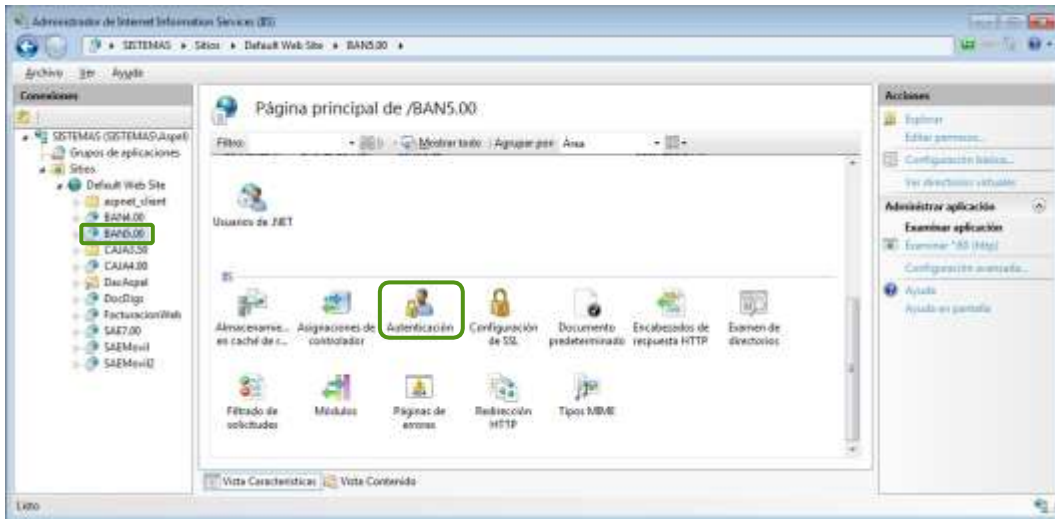 Administrador de Internet Information Services (IIS)
SISTEMAS Sitios Default Web Site BAN5.00
Archivo Ver Ayuda
Conexiones
SISTEMAS (SISTEMAS\Aspel)
Grupos de aplicaciones
Sitios
Default Web Site
aspnet_client
BAN4.00
BAN5.00
CAJA3.50
CAJA4.00
DacAspel
DocDigs
FacturacionWeb
SAE7.00
SAEMovil
SAEMovil2
Página principal de /BAN5.00
Filtro: Mostrar todo Agrupar por: Área
Usuarios de .NET
IIS
Almacenamie... Asignaciones de Autenticación Configuración Documento Encabezados de Examen de
en caché de r... controlador de SSL predeterminado respuesta HTTP directorios
Filtrado de Módulos Páginas de Redirección Tipos MIME
solicitudes errores HTTP
Vista Características Vista Contenido
Acciones
Explorar
Editar permisos...
Configuración básica...
Ver directorios virtuales
Administrar aplicación
Examinar aplicación
Examinar *:80 (http)
Configuración avanzada...
Ayuda
Ayuda en pantalla
Listo